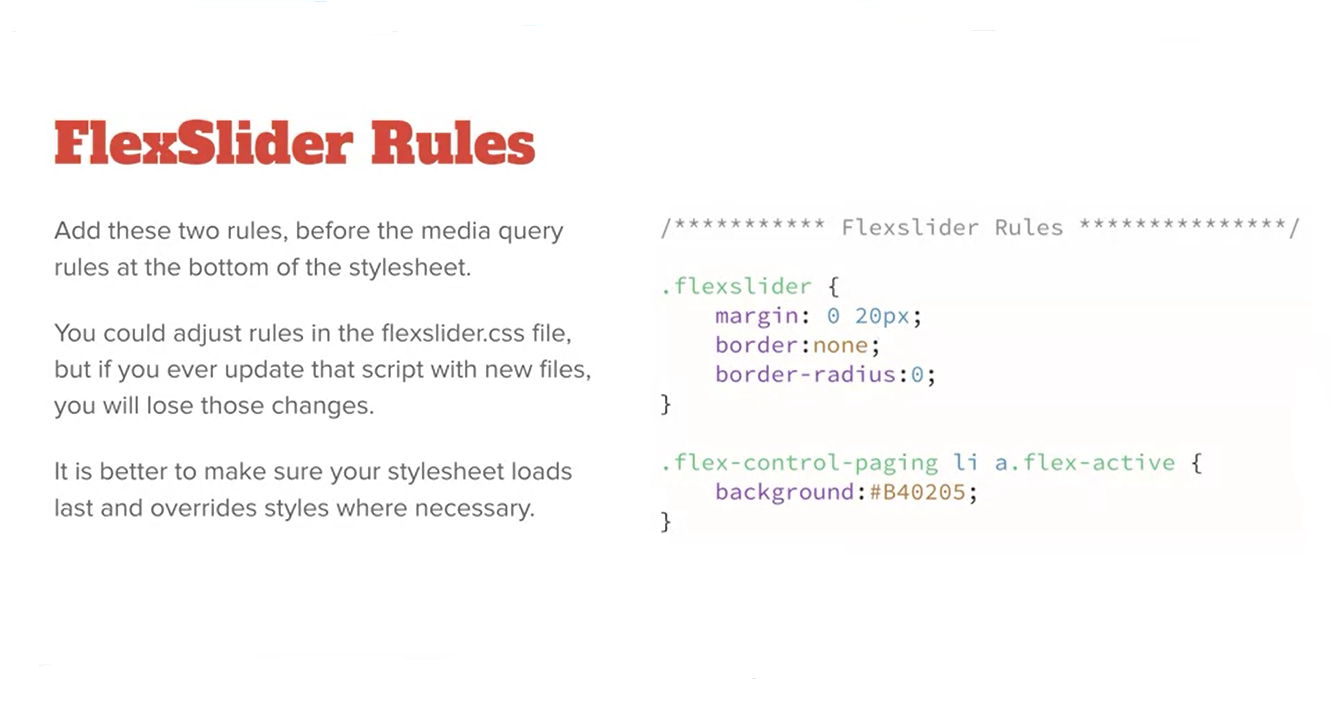 FlexSlider Rules
Add these two rules, before the media query
rules at the bottom of the stylesheet.
You could adjust rules in the flexslider.css file,
but if you ever update that script with new files,
you will lose those changes.
It is better to make sure your stylesheet loads
last and overrides styles where necessary.
/*********** Flexslider Rules ***************/
.flexslider {
    margin: 0 20px;
    border:none;
    border-radius:0;
}
.flex-control-paging li a.flex-active {
    background:#B40205;
}